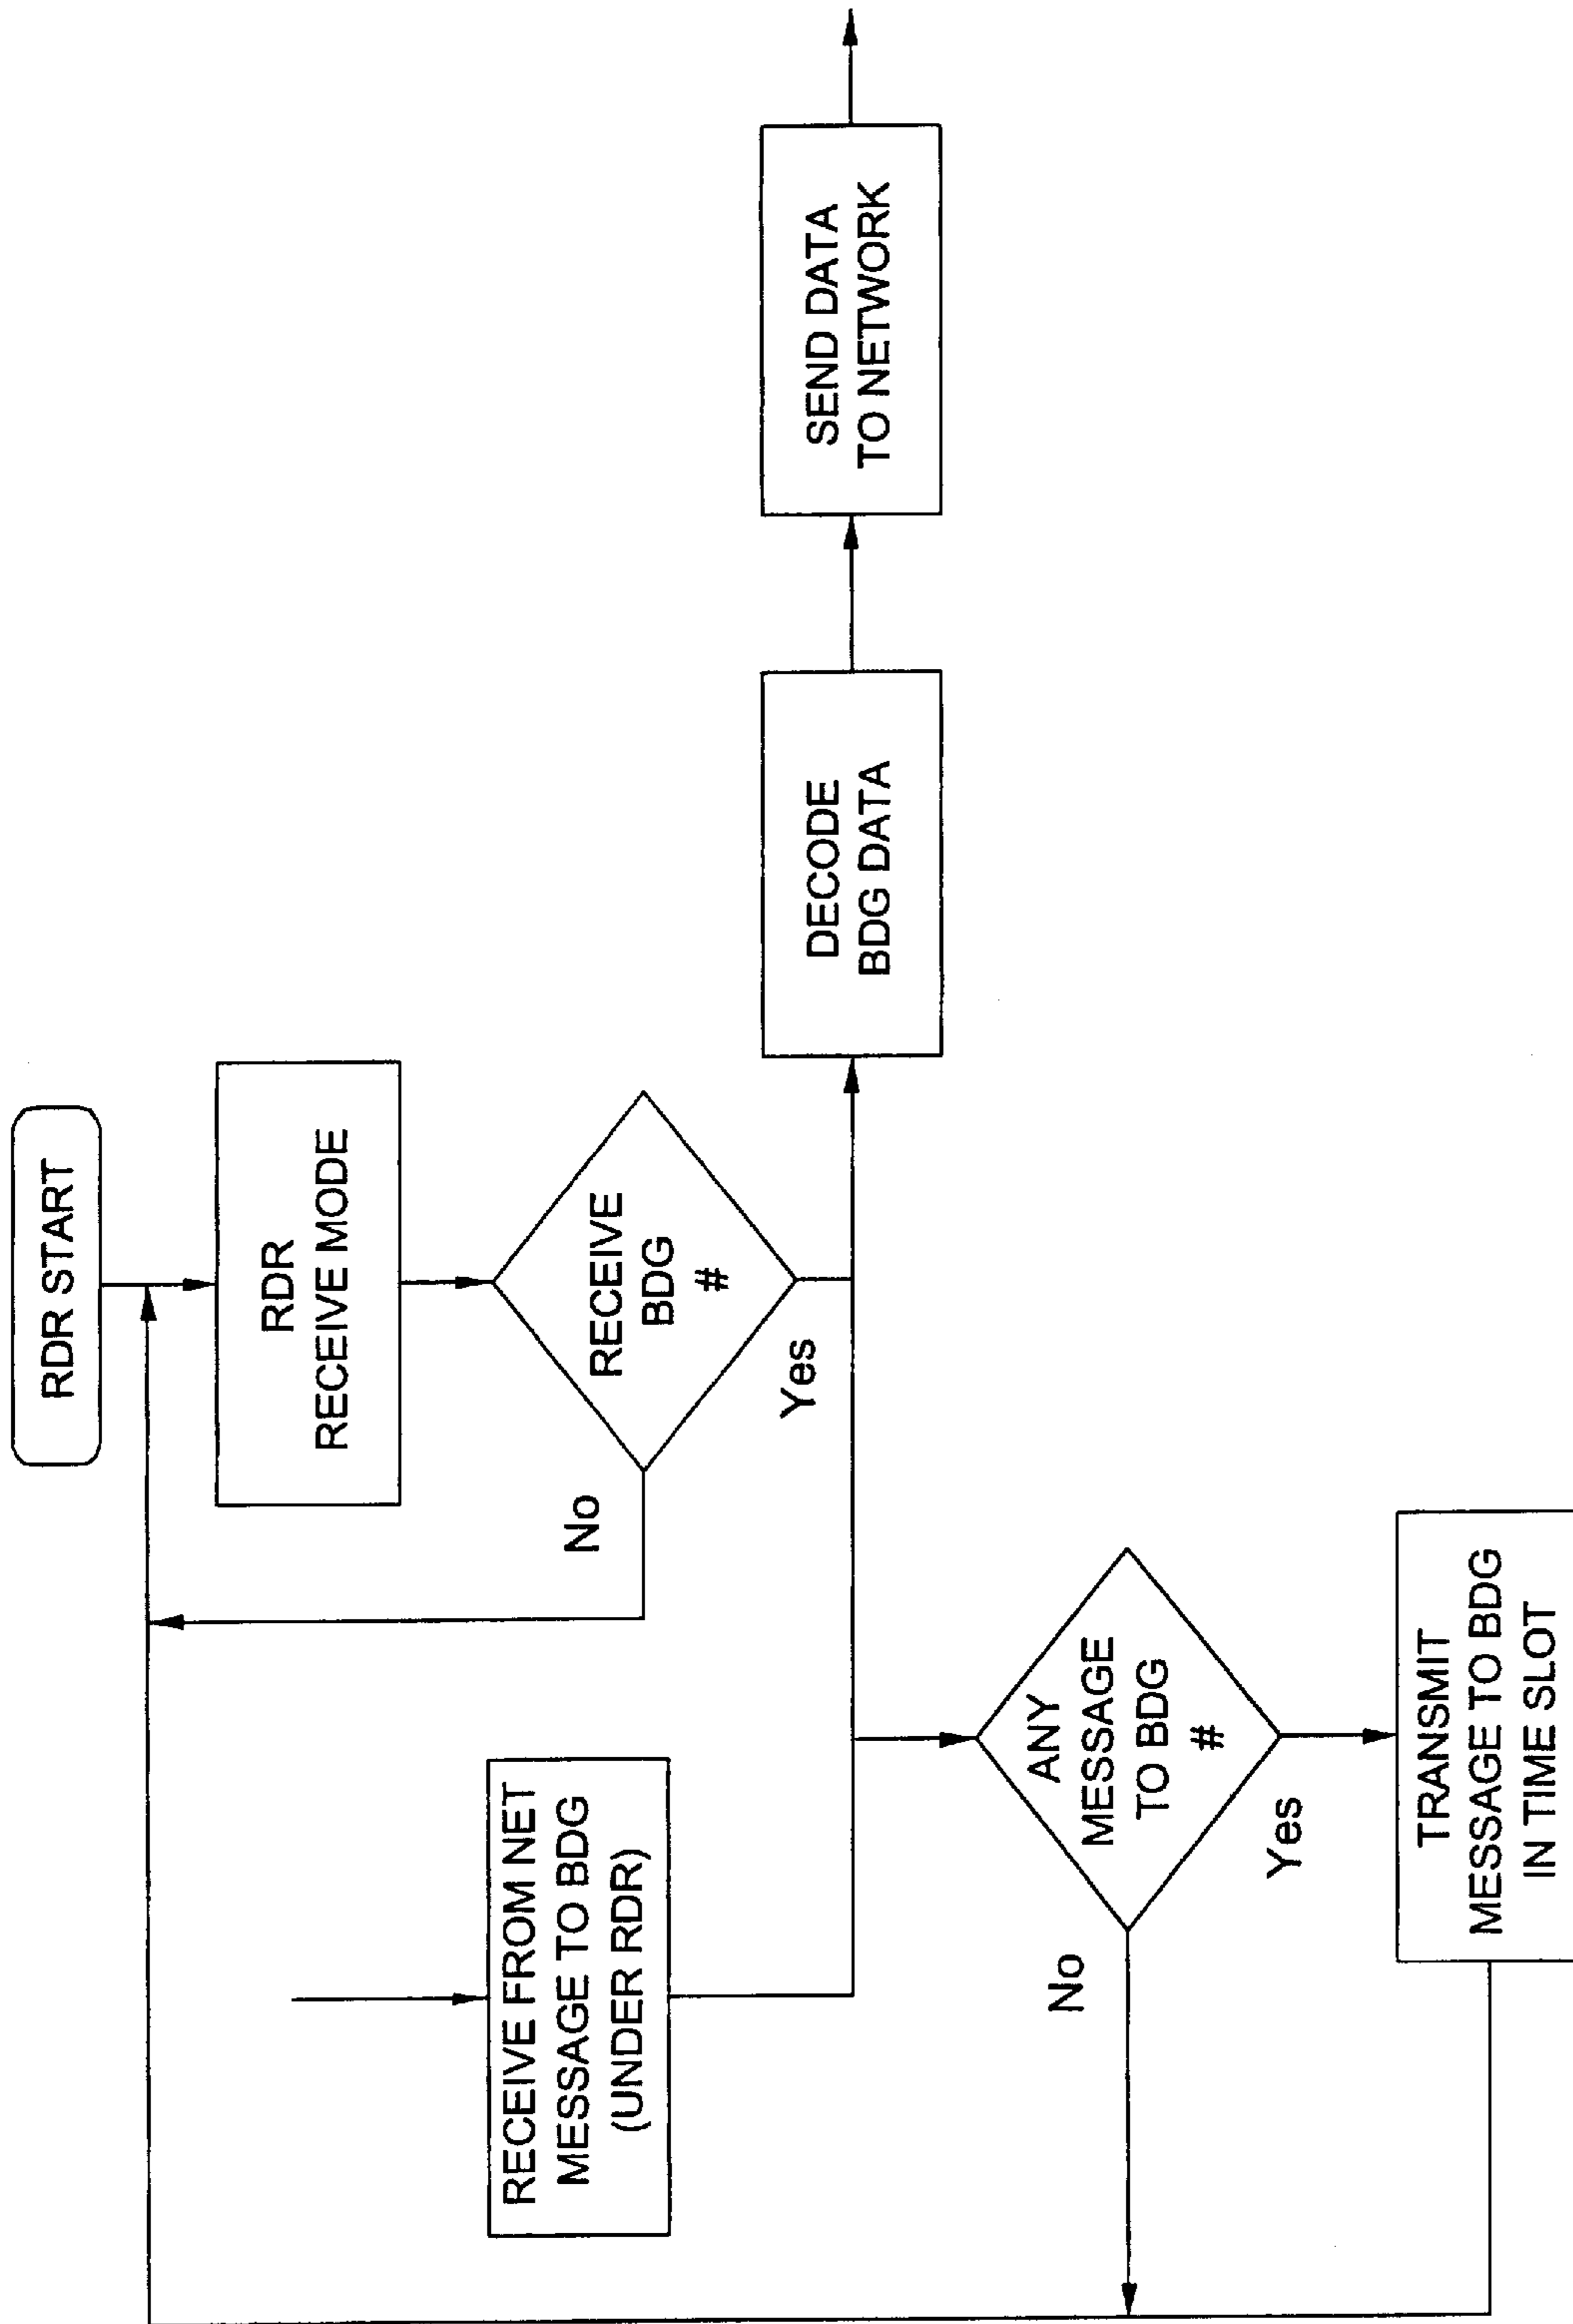 RDR START
RDR
RECEIVE MODE
RECEIVE
BDG
#
No
Yes
RECEIVE FROM NET
MESSAGE TO BDG
(UNDER RDR)
DECODE
BDG DATA
SEND DATA
TO NETWORK
ANY
MESSAGE
TO BDG
#
No
Yes
TRANSMIT
MESSAGE TO BDG
IN TIME SLOT